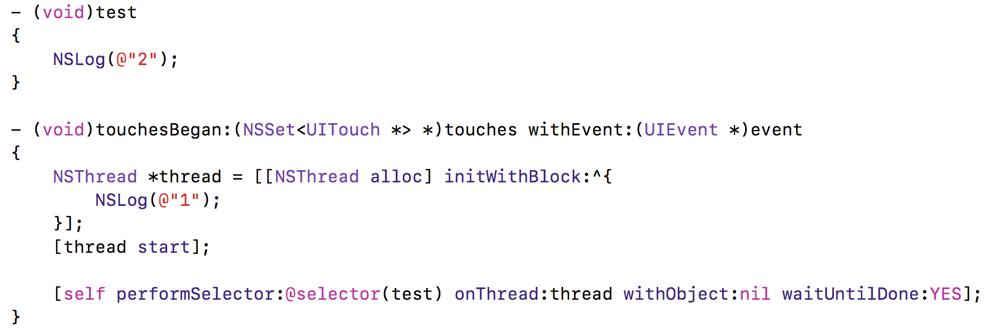 - (void)test
{
    NSLog(@"2");
}

- (void)touchesBegan:(NSSet<UITouch *> *)touches withEvent:(UIEvent *)event
{
    NSThread *thread = [[NSThread alloc] initWithBlock:^{
        NSLog(@"1");
    }];
    [thread start];

    [self performSelector:@selector(test) onThread:thread withObject:nil waitUntilDone:YES];
}